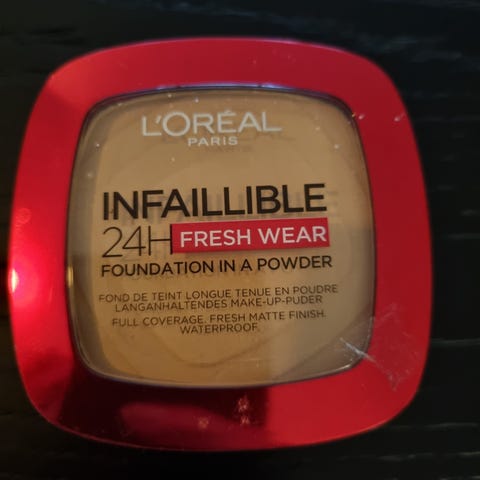 L'ORÉAL
PARIS
INFAILLIBLE
24H FRESH WEAR
FOUNDATION IN A POWDER
FOND DE TEINT LONGUE TENUE EN POUDRE
LANGANHALTENDES MAKE-UP-PUDER
FULL COVERAGE. FRESH MATTE FINISH.
WATERPROOF.